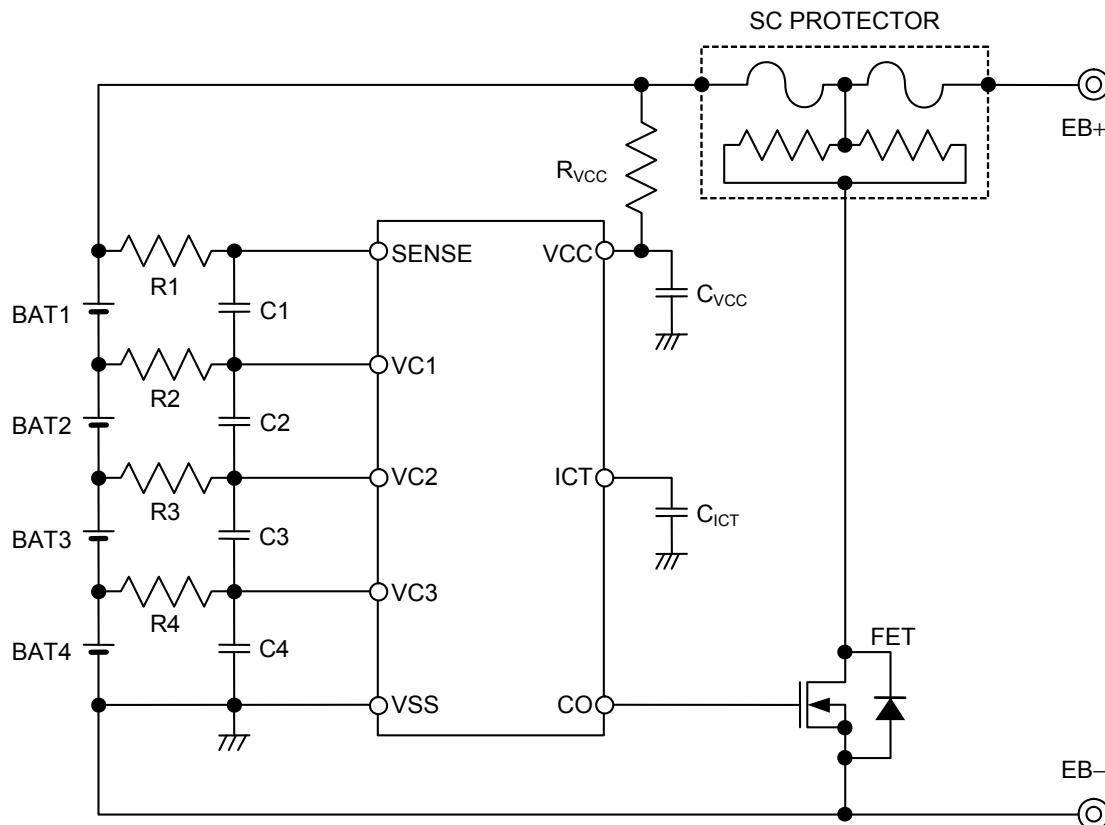 SC PROTECTOR
EB+
RVCC
SENSE
VCC
R1
BAT1
C1
CVCC
VC1
R2
BAT2
C2
VC2
ICT
R3
BAT3
C3
CICT
VC3
R4
BAT4
C4
FET
VSS
CO
EB−